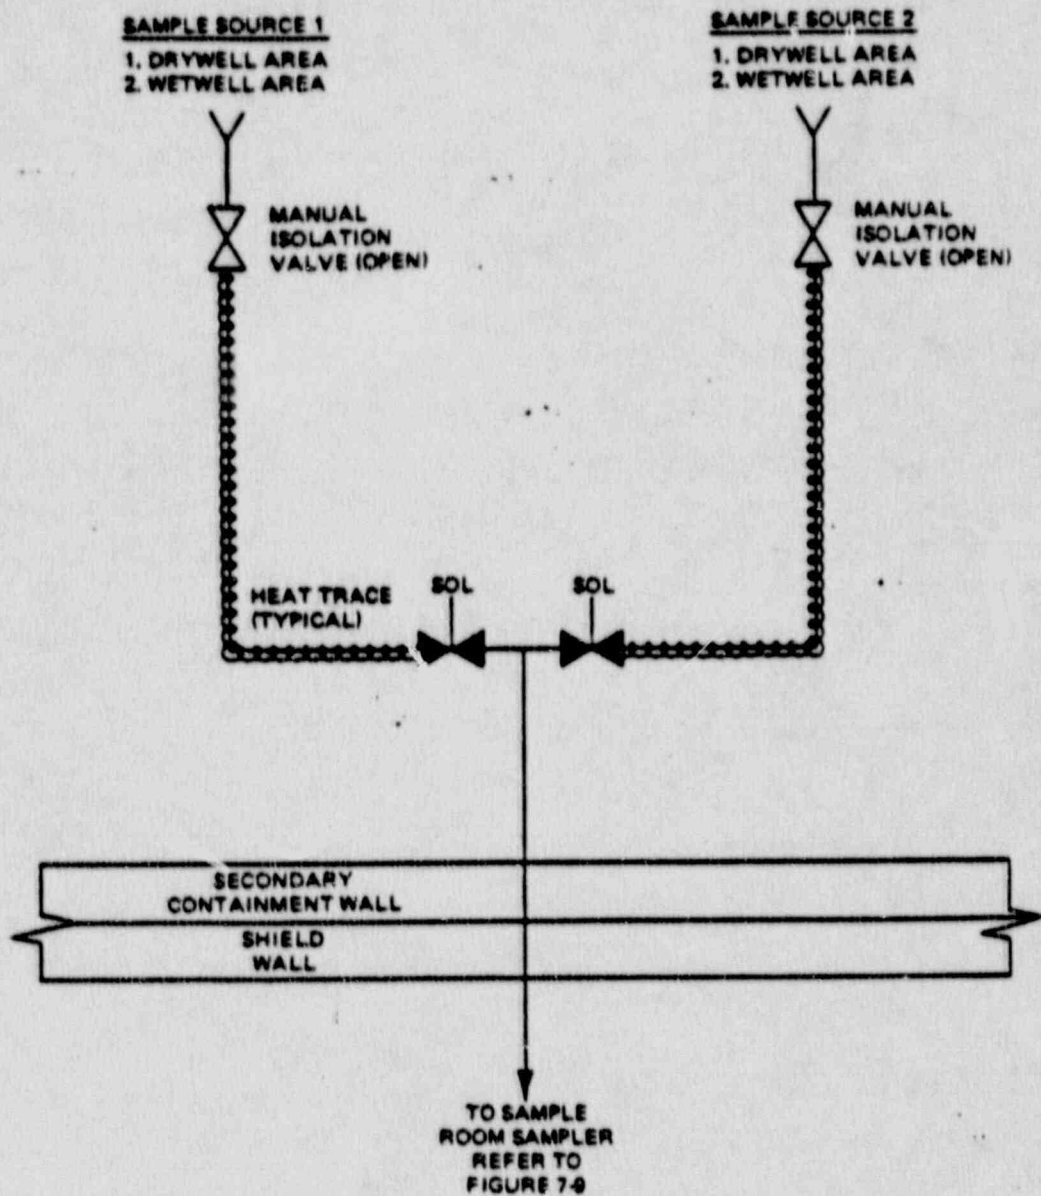 SAMPLE SOURCE 1
1. DRYWELL AREA
2. WETWELL AREA
SAMPLE SOURCE 2
1. DRYWELL AREA
2. WETWELL AREA
MANUAL
ISOLATION
VALVE (OPEN)
MANUAL
ISOLATION
VALVE (OPEN)
HEAT TRACE
(TYPICAL)
SOL
SOL
SECONDARY
CONTAINMENT WALL
SHIELD
WALL
TO SAMPLE
ROOM SAMPLER
REFER TO
FIGURE 7-9